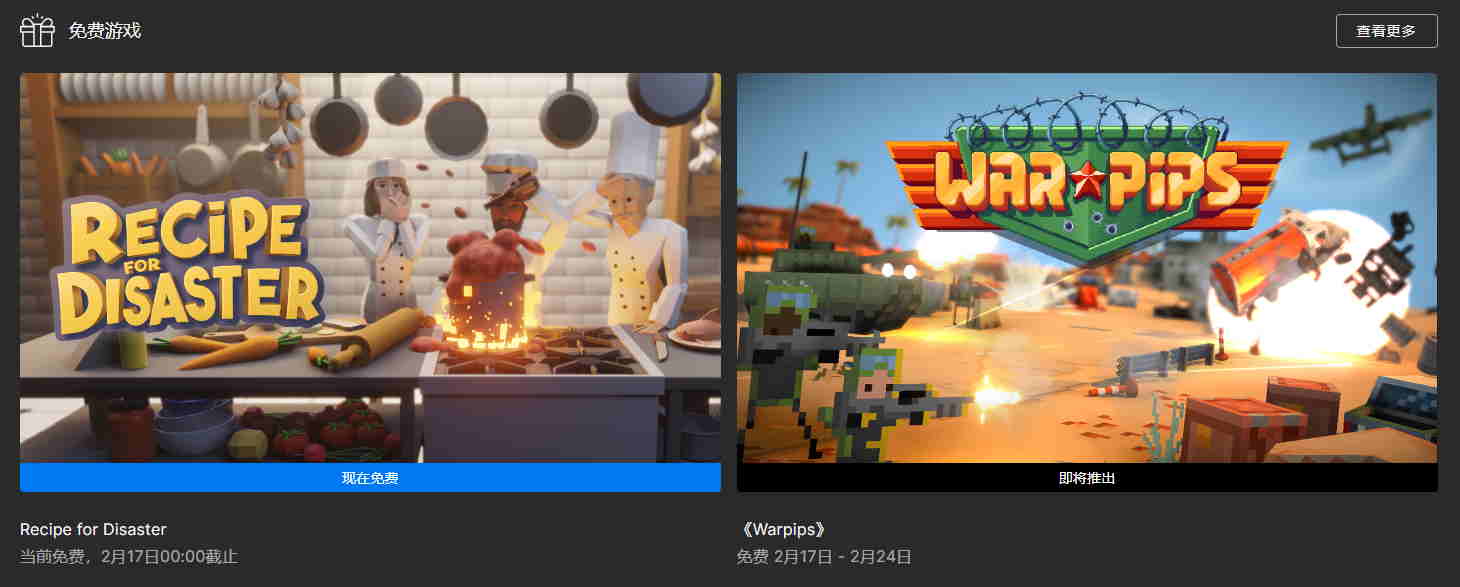 免费游戏
查看更多
RECIPE
FOR
DISASTER
WAR PIPS
现在免费
即将推出
Recipe for Disaster
《Warpips》
当前免费，2月17日00:00截止
免费 2月17日 - 2月24日